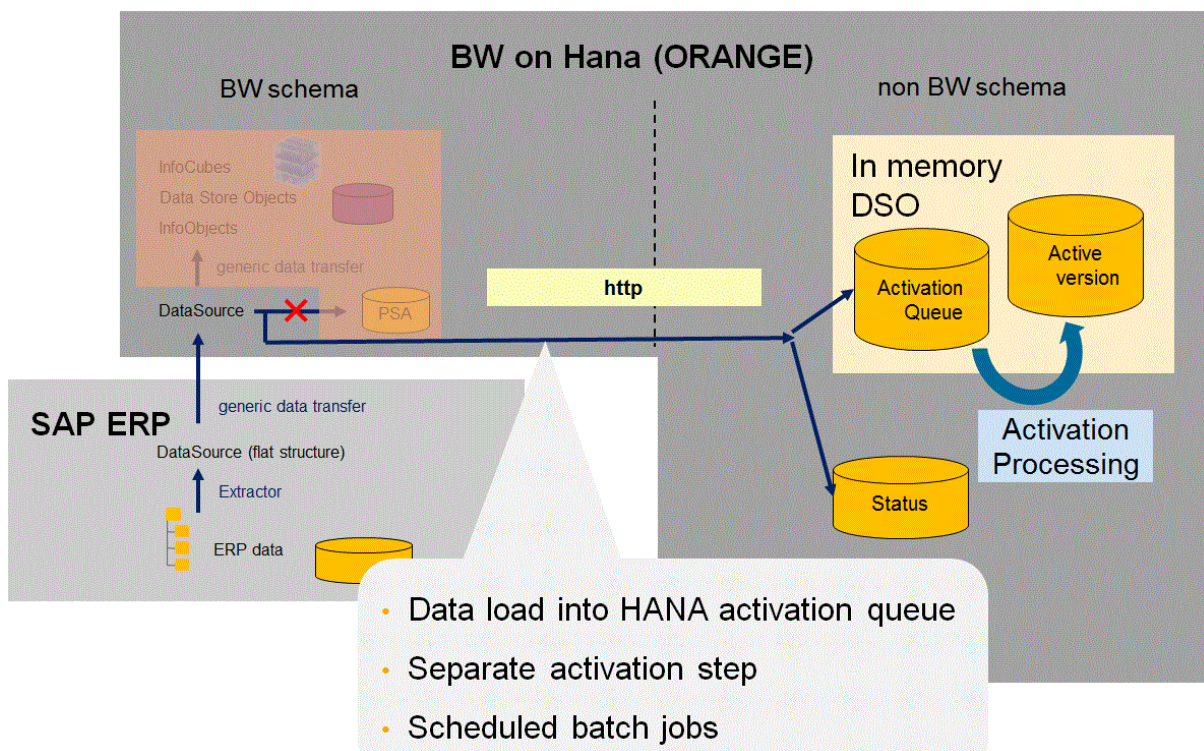 BW on Hana (ORANGE)
BW schema
non BW schema
InfoCubes
Data Store Objects
InfoObjects
generic data transfer
DataSource
PSA
http
In memory
DSO
Activation
Queue
Active
version
Activation
Processing
Status
SAP ERP
generic data transfer
DataSource (flat structure)
Extractor
ERP data
• Data load into HANA activation queue
• Separate activation step
• Scheduled batch jobs